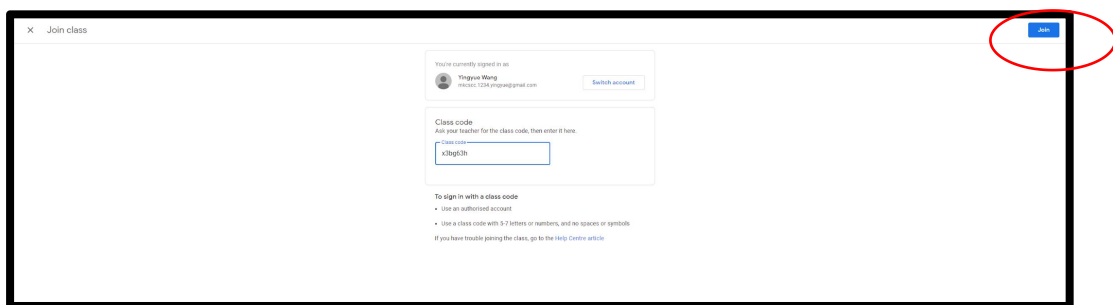 × Join class
Join
You're currently signed in as
Yingyue Wang
Switch account
Class code
Ask your teacher for the class code, then enter it here.
Class code
x3bg63h
To sign in with a class code
• Use an authorised account
• Use a class code with 5-7 letters or numbers, and no spaces or symbols
If you have trouble joining the class, go to the Help Centre article